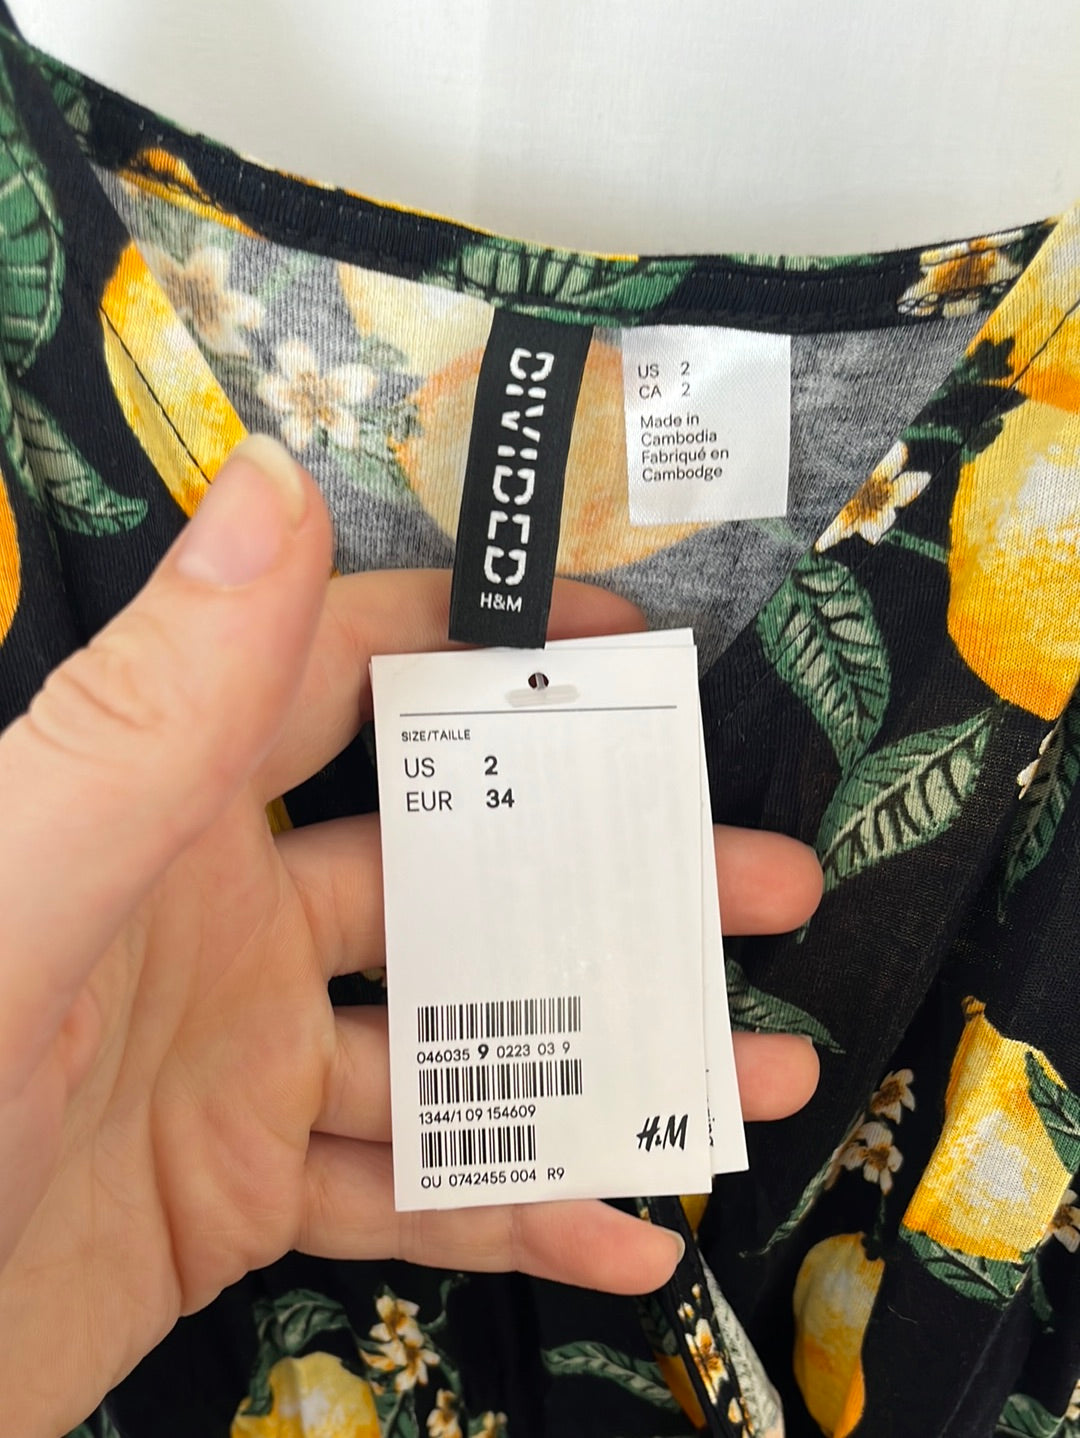 DIVIDED
H&M
US 2
CA 2
Made in
Cambodia
Fabriqué en
Cambodge
SIZE/TAILLE
US 2
EUR 34
046035 9 0223 03 9
1344/1 09 154609
OU 0742455 004 R9
H&M